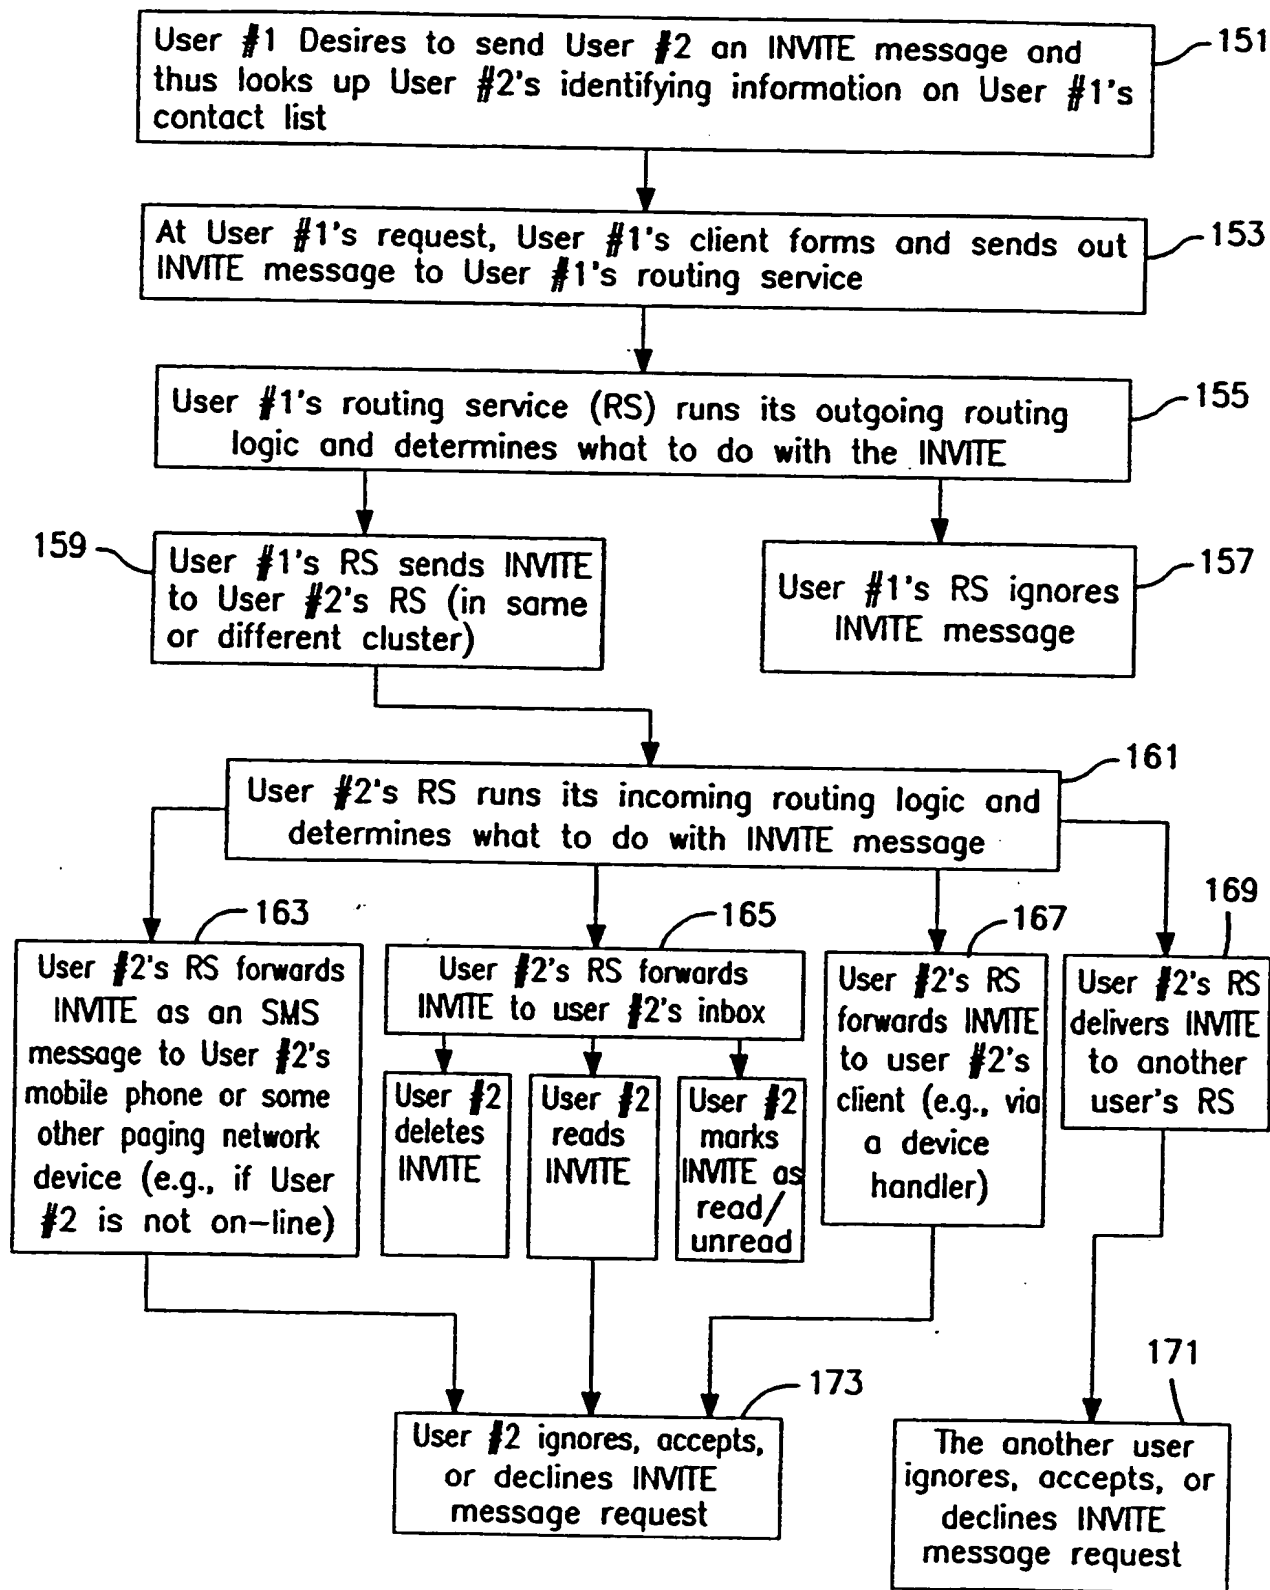 User #1 Desires to send User #2 an INVITE message and
thus looks up User #2's identifying information on User #1's
contact list
151
At User #1's request, User #1's client forms and sends out
INVITE message to User #1's routing service
153
User #1's routing service (RS) runs its outgoing routing
logic and determines what to do with the INVITE
155
159
User #1's RS sends INVITE
to User #2's RS (in same
or different cluster)
User #1's RS ignores
INVITE message
157
User #2's RS runs its incoming routing logic and
determines what to do with INVITE message
161
163
User #2's RS forwards
INVITE as an SMS
message to User #2's
mobile phone or some
other paging network
device (e.g., if User
#2 is not on-line)
165
User #2's RS forwards
INVITE to user #2's inbox
User #2
deletes
INVITE
User #2
reads
INVITE
User #2
marks
INVITE as
read/
unread
167
User #2's RS
forwards INVITE
to user #2's
client (e.g., via
a device
handler)
169
User #2's RS
delivers INVITE
to another
user's RS
173
User #2 ignores, accepts,
or declines INVITE
message request
171
The another user
ignores, accepts, or
declines INVITE
message request